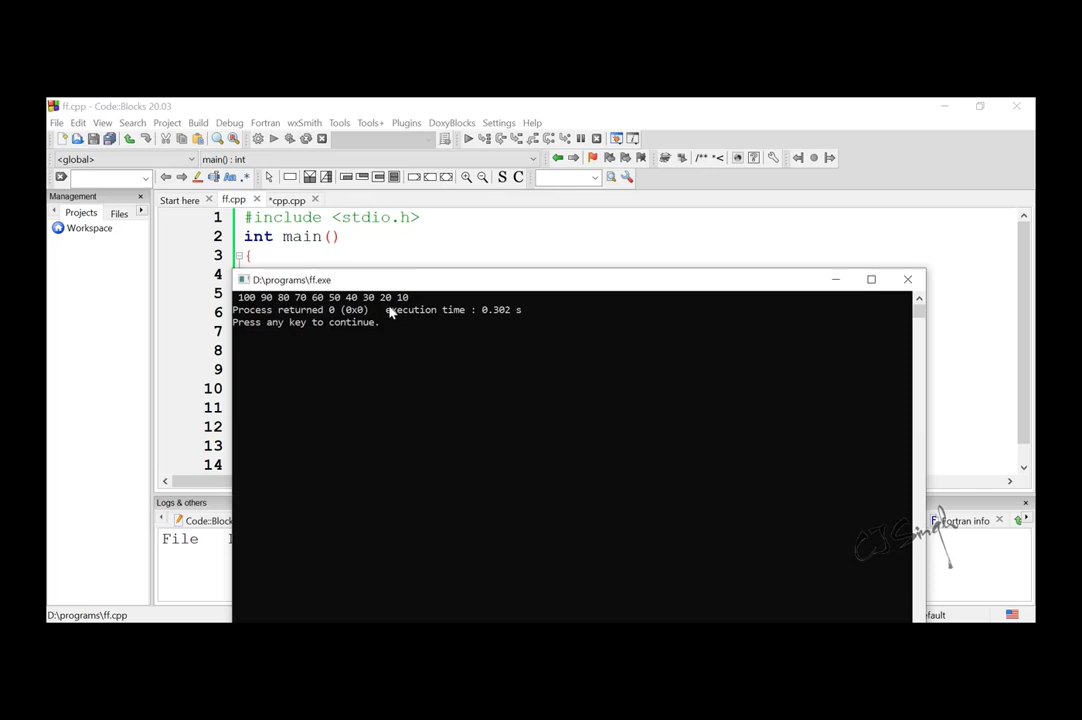 ff.cpp - Code::Blocks 20.03
File Edit View Search Project Build Debug Fortran wxSmith Tools Tools+ Plugins DoxyBlocks Settings Help
<global> main() : int
/** *<
S C
Aa .*
Management
Projects Files
Workspace
Start here ff.cpp *cpp.cpp
1 #include <stdio.h>
2 int main()
3 {
4
5
6
7
8
9
10
11
12
13
14
D:\programs\ff.exe
100 90 80 70 60 50 40 30 20 10
Process returned 0 (0x0) execution time : 0.302 s
Press any key to continue.
Logs & others
Code::Bloc
Fortran info
File
D:\programs\ff.cpp
efault
CJSingh